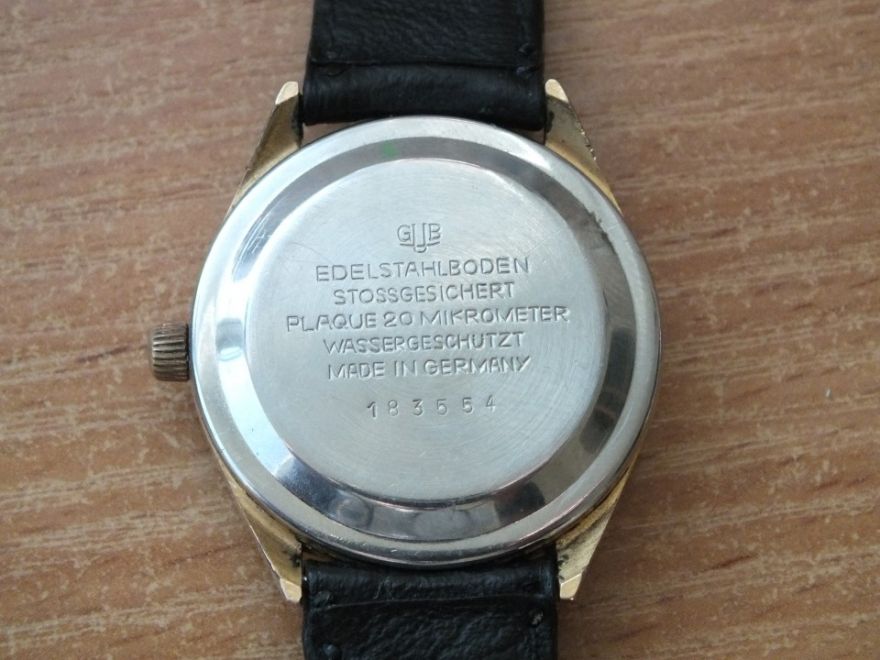 GUB
EDELSTAHLBODEN
STOSSGESICHERT
PLAQUE 20 MIKROMETER
WASSERGESCHUTZT
MADE IN GERMANY
183554